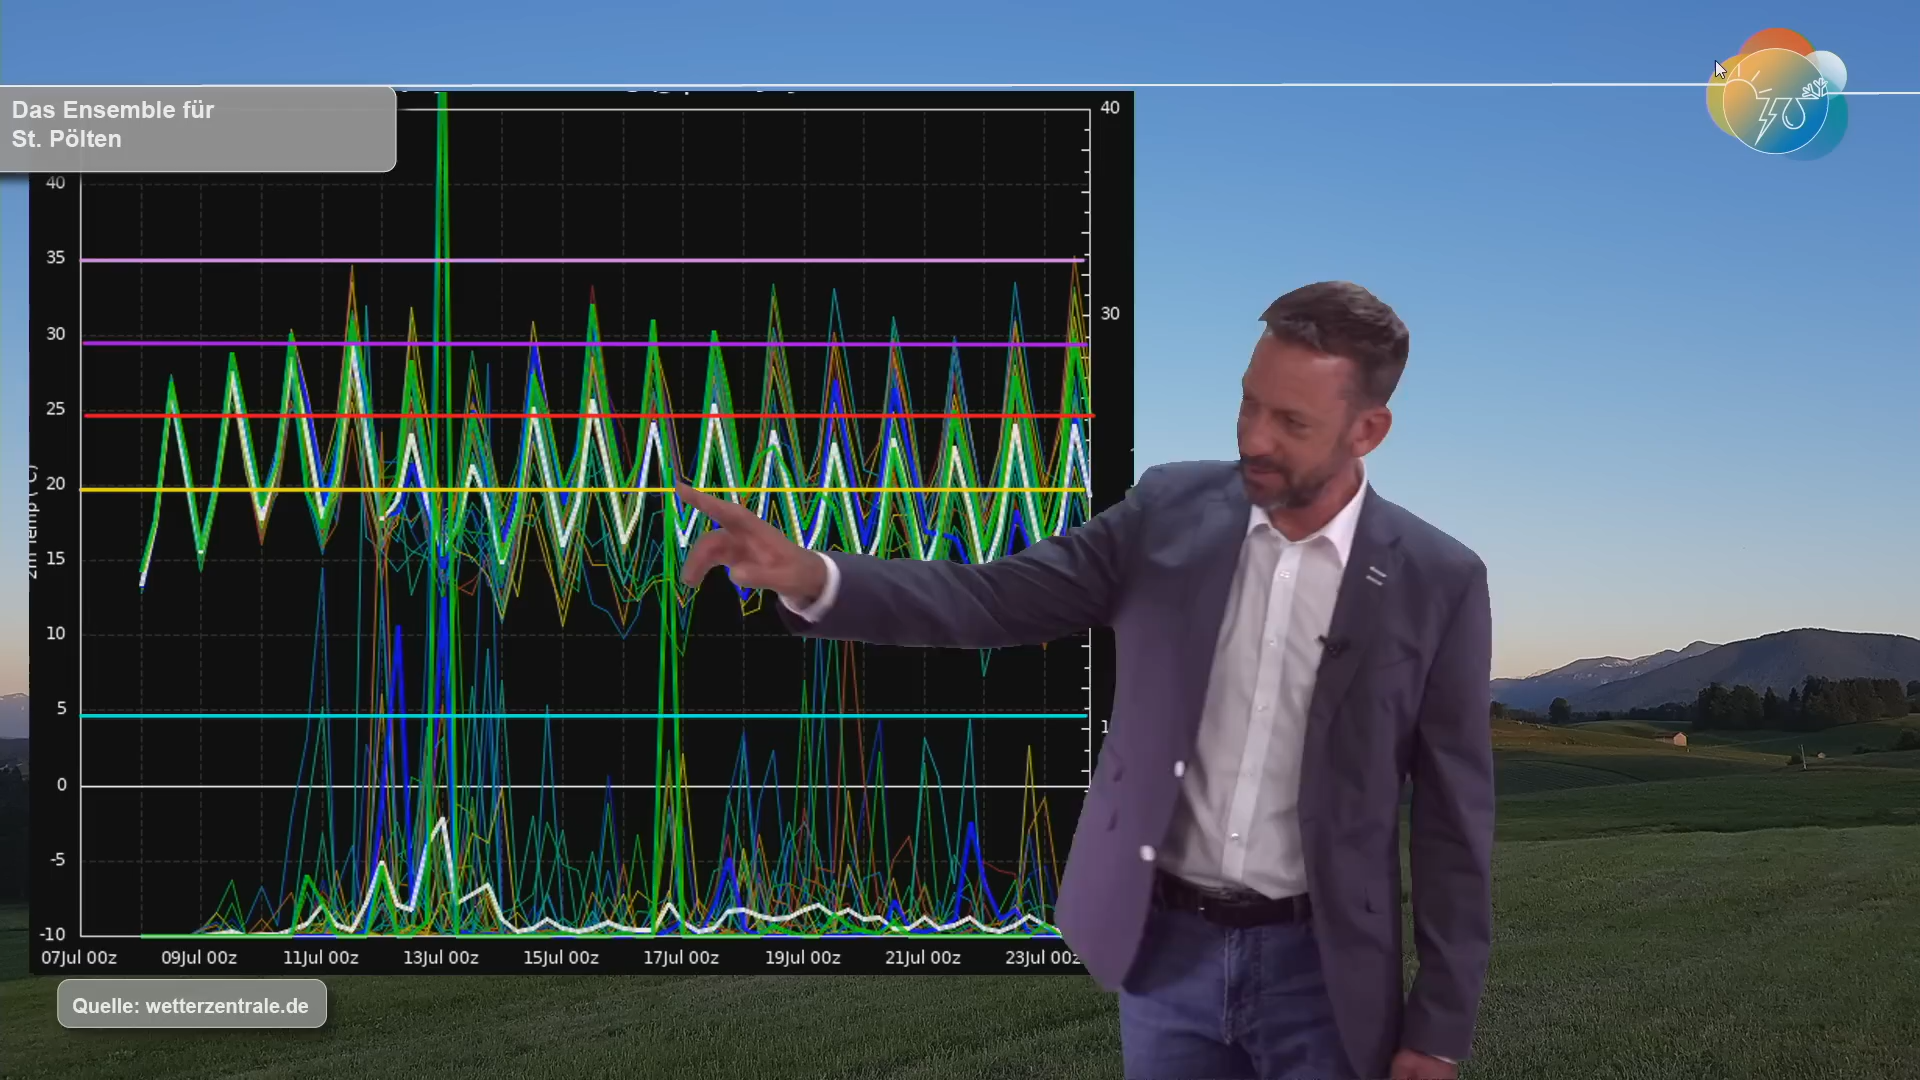 Das Ensemble für
St. Pölten
40
40
35
30
30
25
20
15
10
5
0
-5
-10
07Jul 00z
09Jul 00z
11Jul 00z
13Jul 00z
15Jul 00z
17Jul 00z
19Jul 00z
21Jul 00z
23Jul 00z
Quelle: wetterzentrale.de